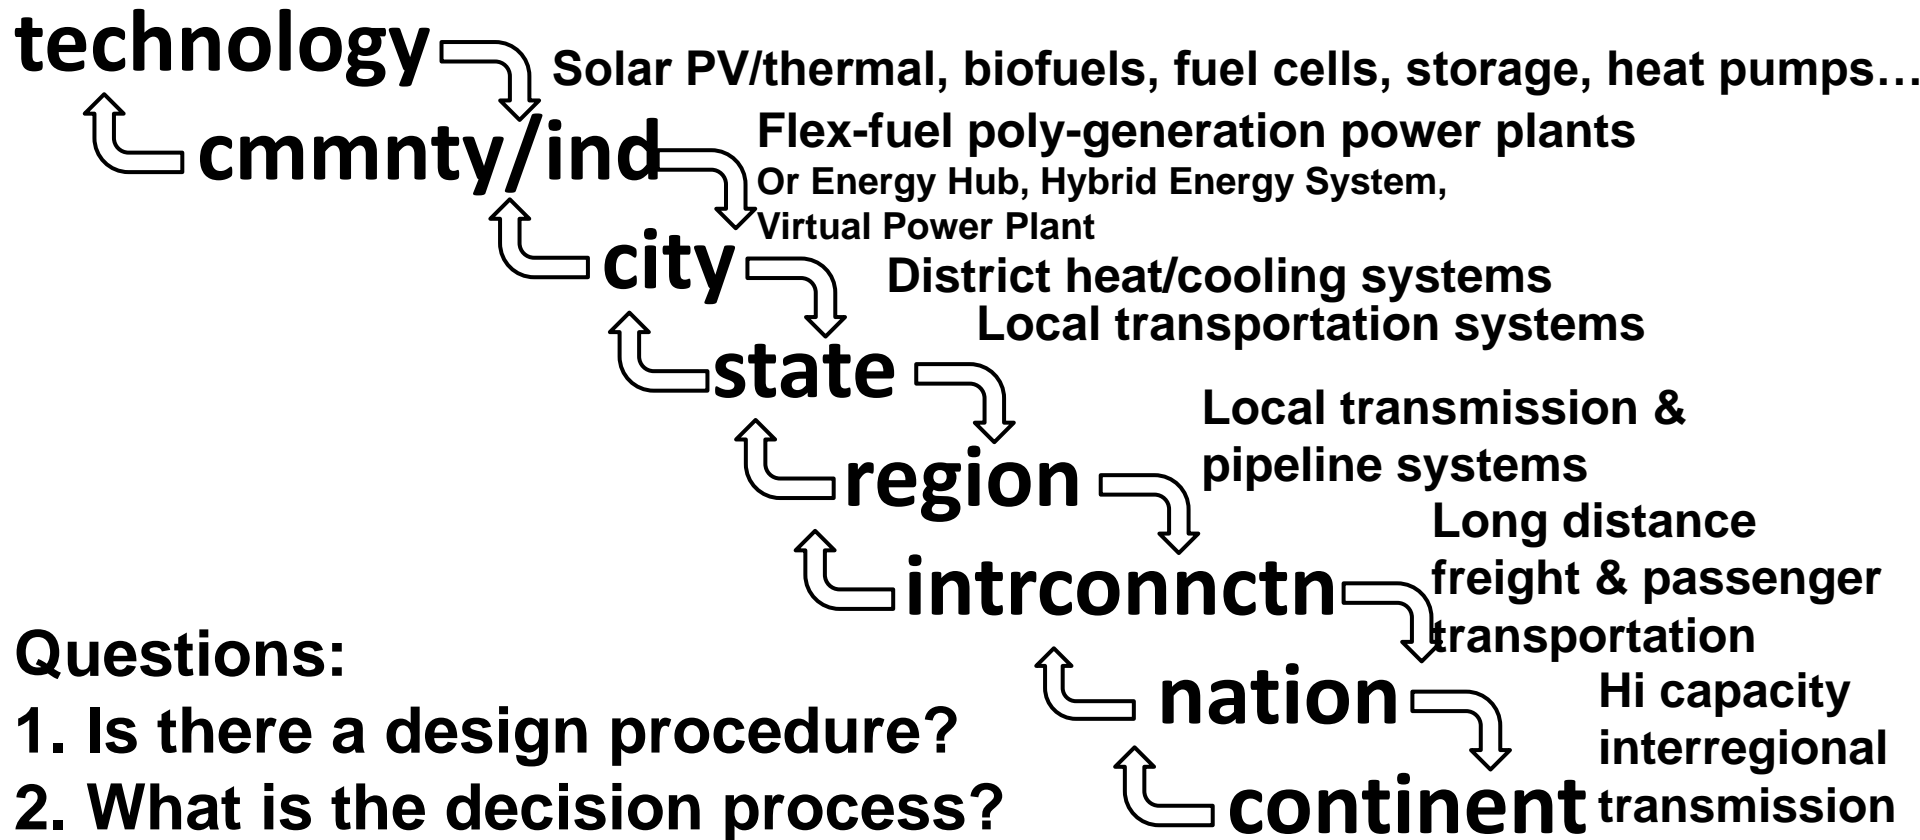 technology
Solar PV/thermal, biofuels, fuel cells, storage, heat pumps…
cmmnty/ind
Flex-fuel poly-generation power plants
Or Energy Hub, Hybrid Energy System,
Virtual Power Plant
city
District heat/cooling systems
Local transportation systems
state
Local transmission &
pipeline systems
region
Long distance
freight & passenger
transportation
intrconnctn
nation
Hi capacity
interregional
transmission
continent
Questions:
1. Is there a design procedure?
2. What is the decision process?